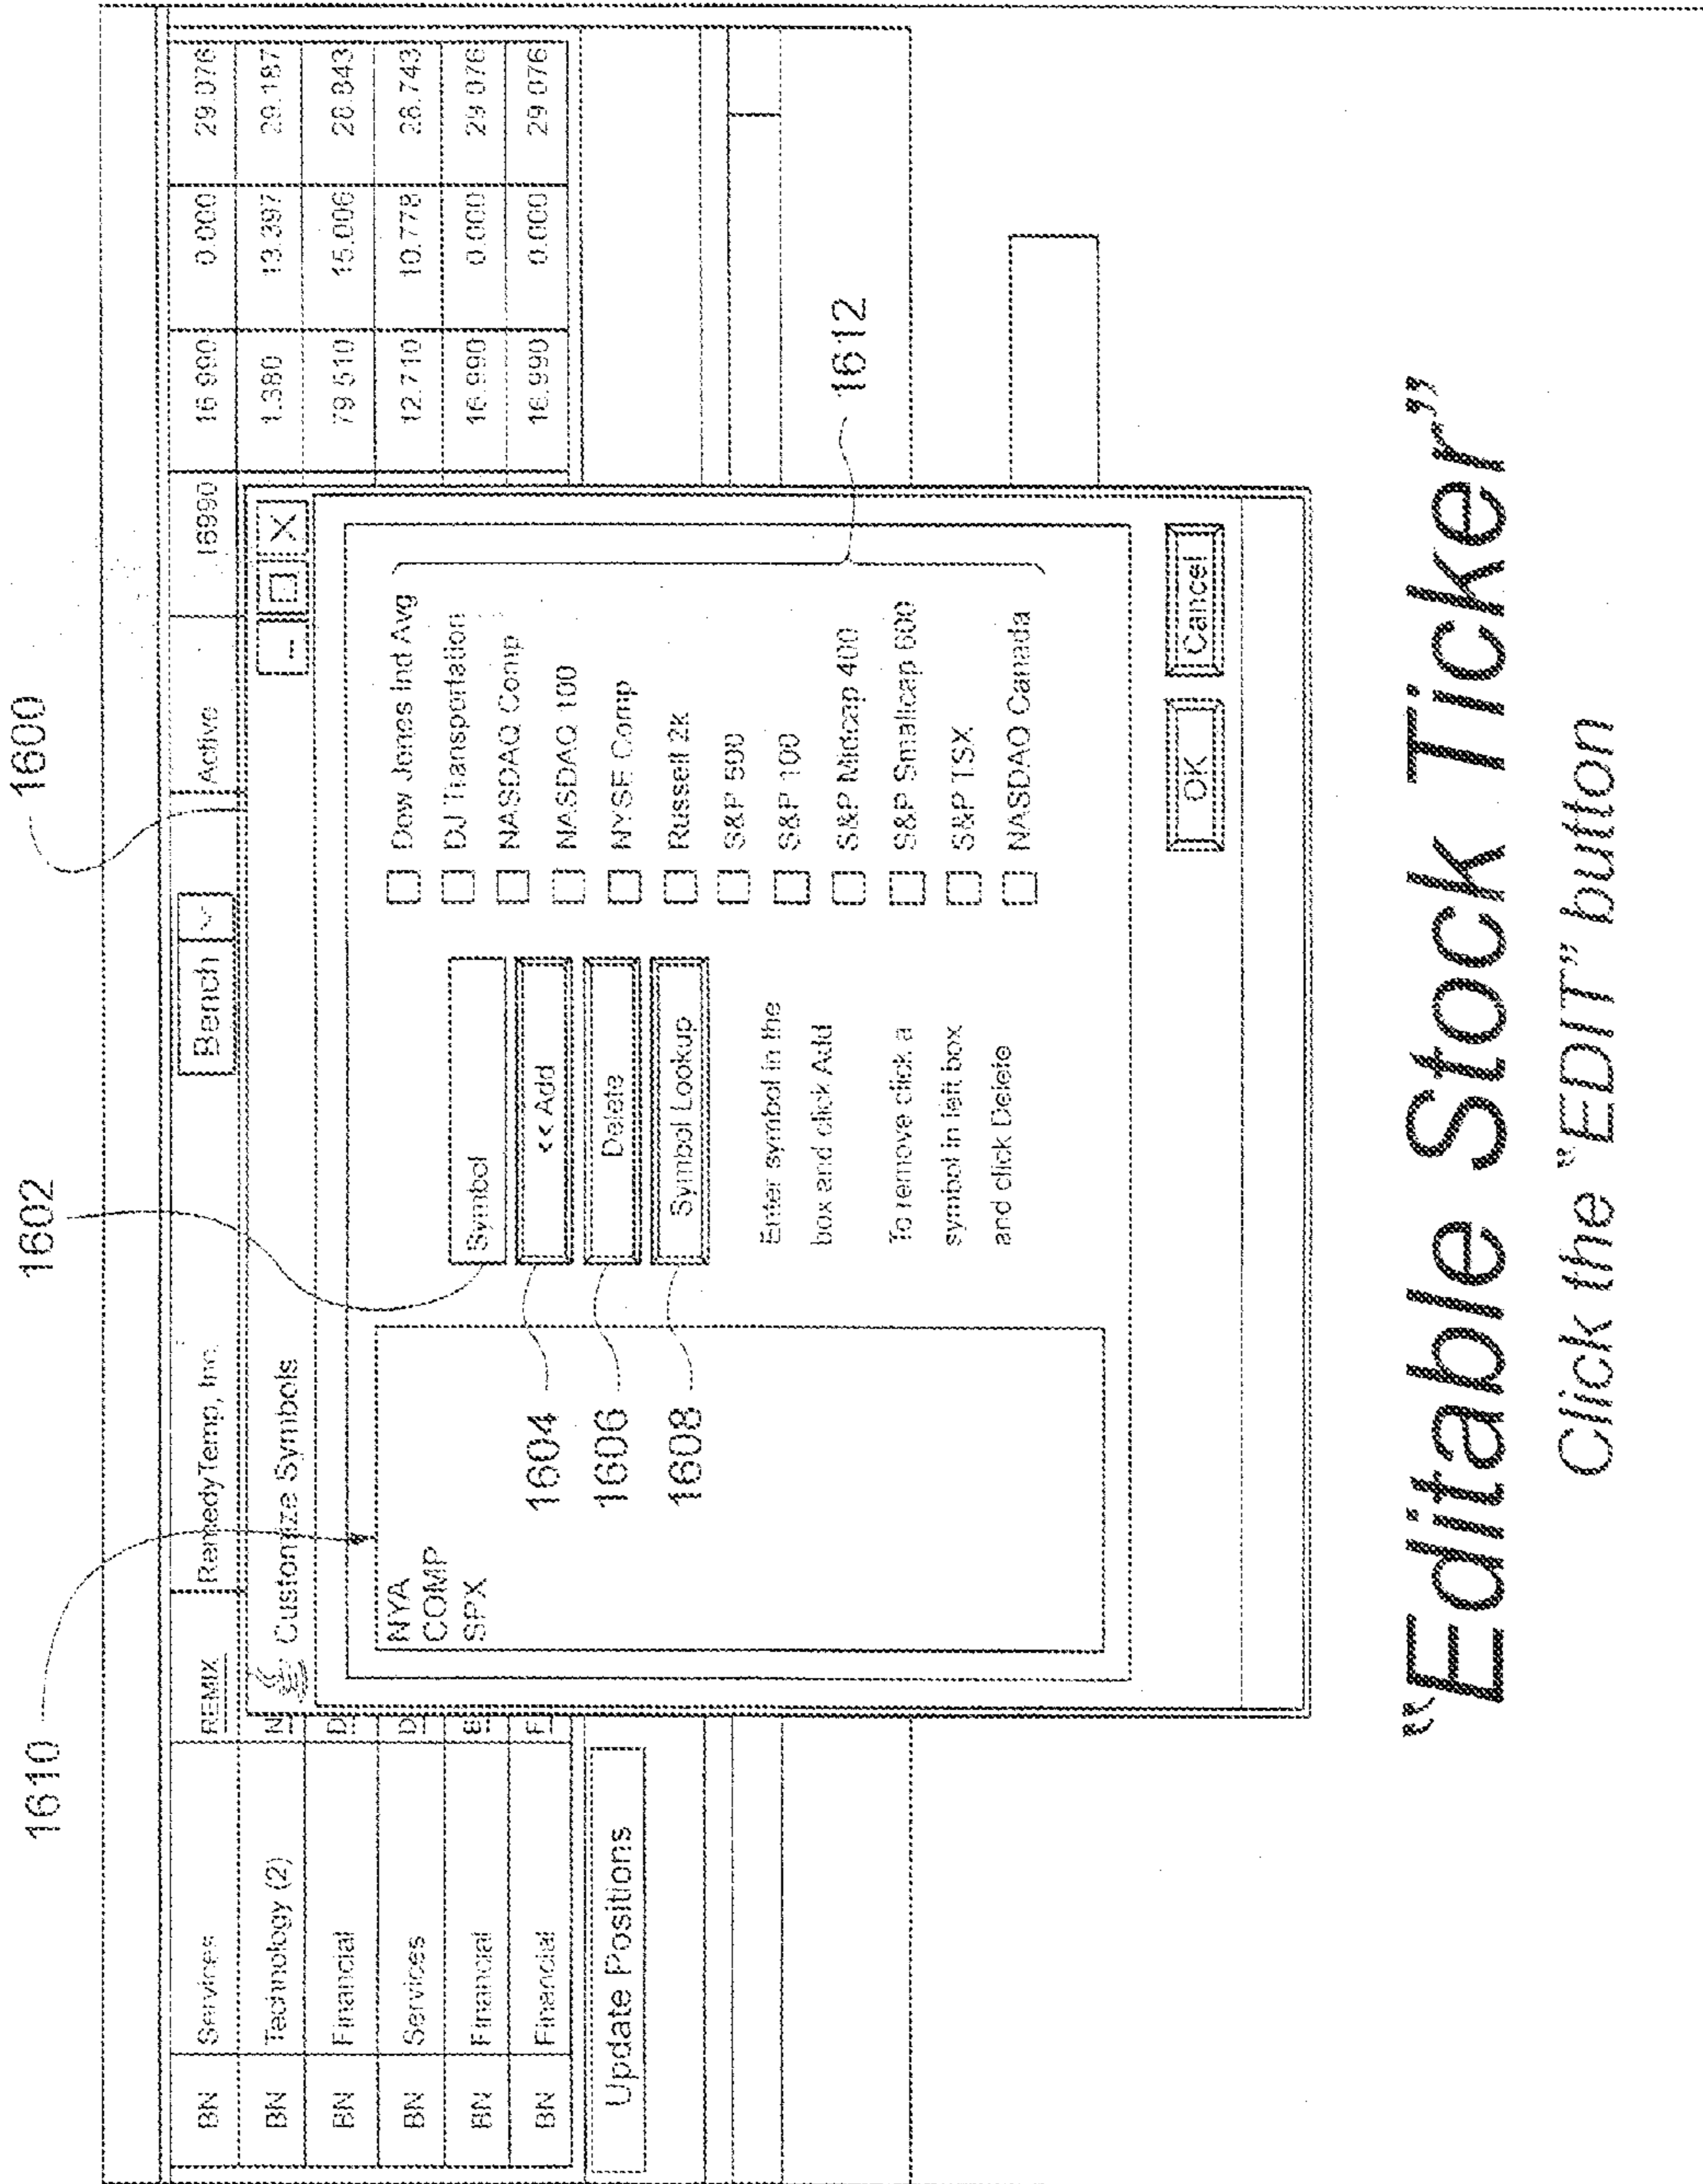 1610
1602
1600
BN Services REMIX RemedyTemp, Inc. Bench Active 16990 16 990 0.000 29.076
BN Technology (2) N 1.380 13.397 29.187
BN Financial D 79 510 15.006 28.843
BN Services D 12.710 10.778 28.743
BN Financial B 16.990 0.000 29 076
BN Financial F 16.990 0.000 29 076
Update Positions
Customize Symbols
NYA
COMP
SPX
1604
1606
1608
Symbol
<< Add
Delete
Symbol Lookup
Enter symbol in the
box and click Add
To remove click a
symbol in left box
and click Delete
Dow Jones Ind Avg
DJ Transportation
NASDAQ Comp
NASDAQ 100
NYSE Comp
Russell 2k
S&P 500
S&P 100
S&P Midcap 400
S&P Smallcap 600
S&P TSX
NASDAQ Canada
1612
OK Cancel
"Editable Stock Ticker"
Click the "EDIT" button